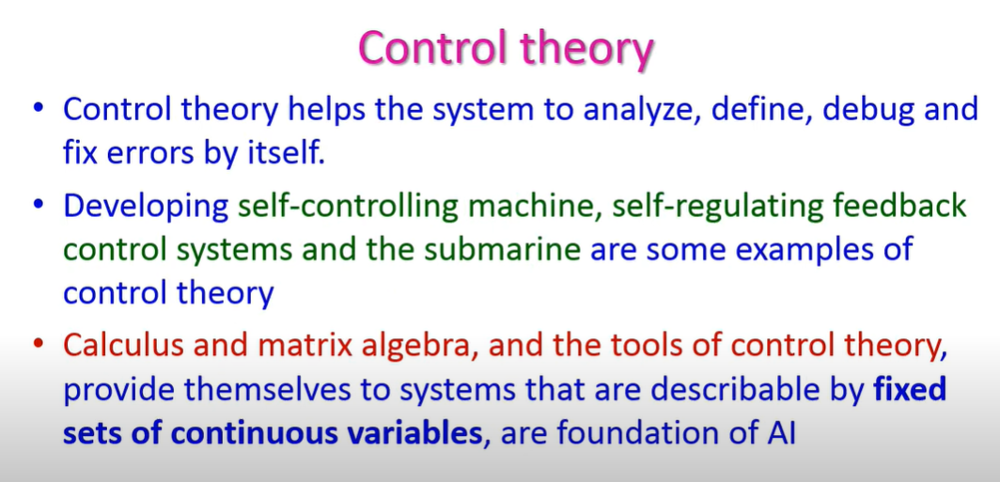 Control theory
• Control theory helps the system to analyze, define, debug and
fix errors by itself.
• Developing self-controlling machine, self-regulating feedback
control systems and the submarine are some examples of
control theory
• Calculus and matrix algebra, and the tools of control theory,
provide themselves to systems that are describable by fixed
sets of continuous variables, are foundation of AI